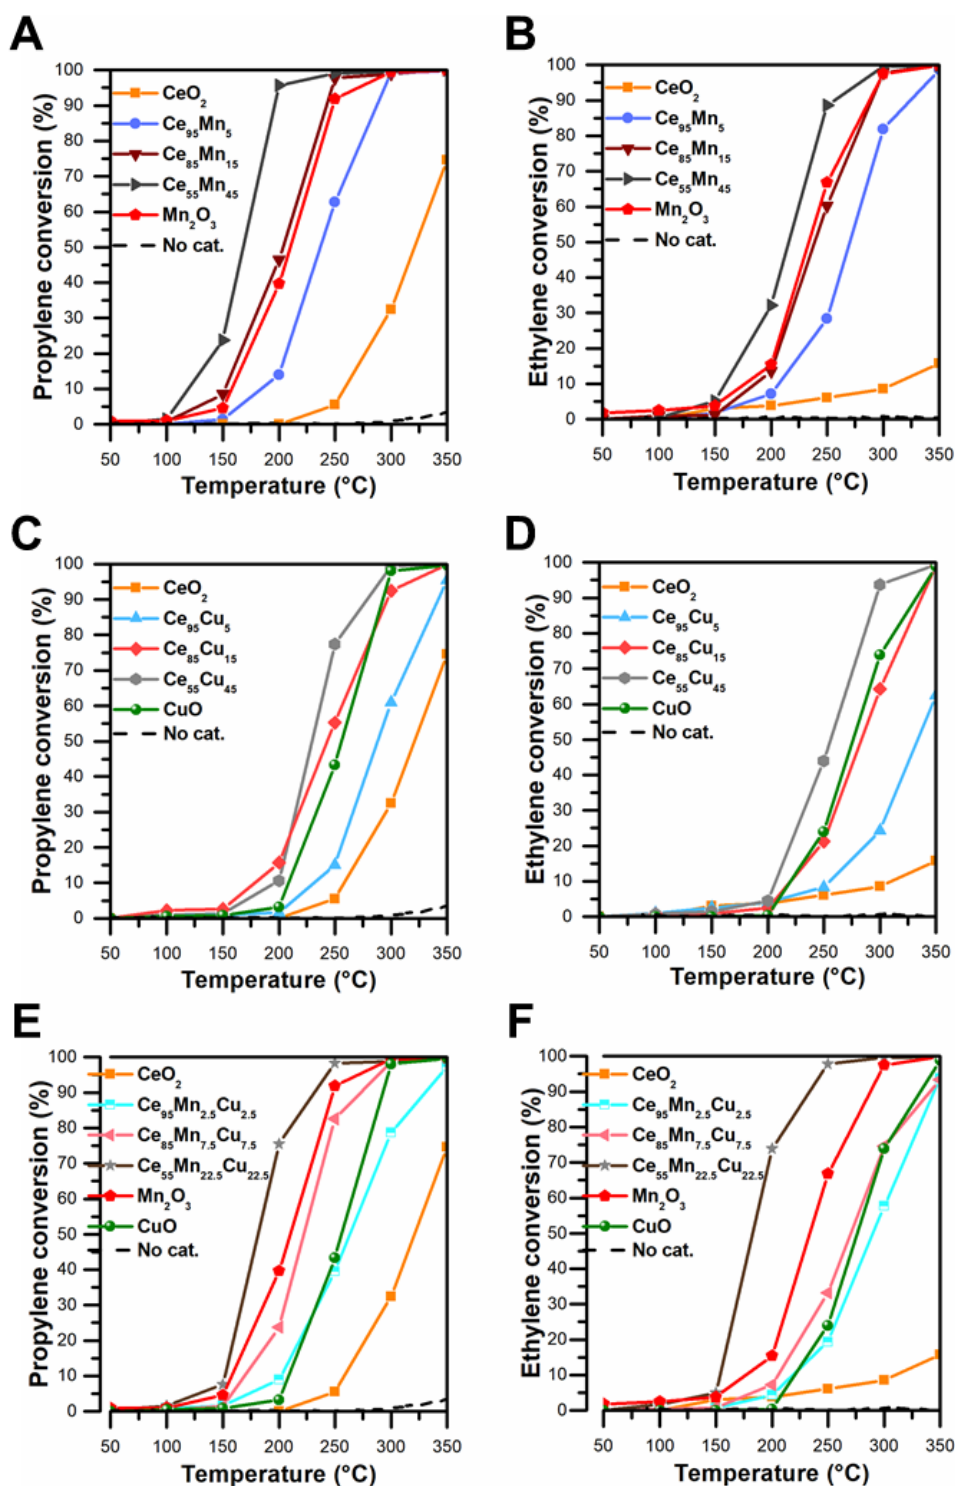 A
Propylene conversion (%)
100
90
80
70
60
50
40
30
20
10
0
CeO2
Ce95Mn5
Ce85Mn15
Ce55Mn45
Mn2O3
No cat.
50 100 150 200 250 300 350
Temperature (°C)
B
Ethylene conversion (%)
100
90
80
70
60
50
40
30
20
10
0
CeO2
Ce95Mn5
Ce85Mn15
Ce55Mn45
Mn2O3
No cat.
50 100 150 200 250 300 350
Temperature (°C)
C
Propylene conversion (%)
100
90
80
70
60
50
40
30
20
10
0
CeO2
Ce95Cu5
Ce85Cu15
Ce55Cu45
CuO
No cat.
50 100 150 200 250 300 350
Temperature (°C)
D
Ethylene conversion (%)
100
90
80
70
60
50
40
30
20
10
0
CeO2
Ce95Cu5
Ce85Cu15
Ce55Cu45
CuO
No cat.
50 100 150 200 250 300 350
Temperature (°C)
E
Propylene conversion (%)
100
90
80
70
60
50
40
30
20
10
0
CeO2
Ce95Mn2.5Cu2.5
Ce85Mn7.5Cu7.5
Ce55Mn22.5Cu22.5
Mn2O3
CuO
No cat.
50 100 150 200 250 300 350
Temperature (°C)
F
Ethylene conversion (%)
100
90
80
70
60
50
40
30
20
10
0
CeO2
Ce95Mn2.5Cu2.5
Ce85Mn7.5Cu7.5
Ce55Mn22.5Cu22.5
Mn2O3
CuO
No cat.
50 100 150 200 250 300 350
Temperature (°C)